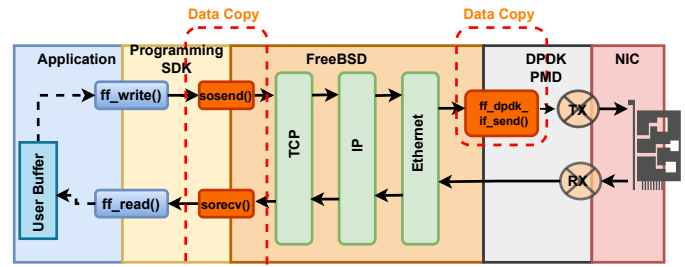 Data Copy
Data Copy
Application
Programming
SDK
FreeBSD
DPDK
PMD
NIC
ff_write()
sosend()
ff_dpdk_
if_send()
TX
User Buffer
TCP
IP
Ethernet
ff_read()
sorecv()
RX